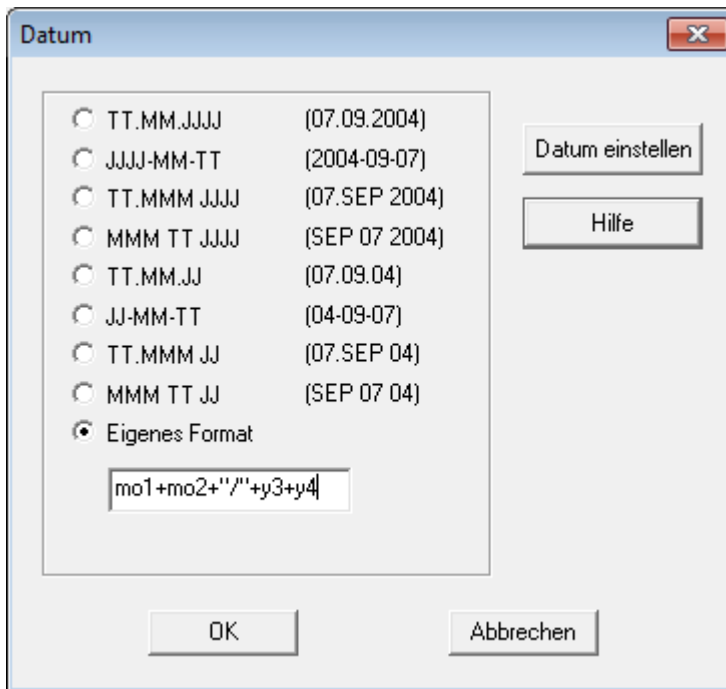 Datum
TT.MM.JJJJ (07.09.2004)
JJJJ-MM-TT (2004-09-07)
TT.MMM JJJJ (07.SEP 2004)
MMM TT JJJJ (SEP 07 2004)
TT.MM.JJ (07.09.04)
JJ-MM-TT (04-09-07)
TT.MMM JJ (07.SEP 04)
MMM TT JJ (SEP 07 04)
Eigenes Format
mo1+mo2+"/"+y3+y4
Datum einstellen
Hilfe
OK
Abbrechen